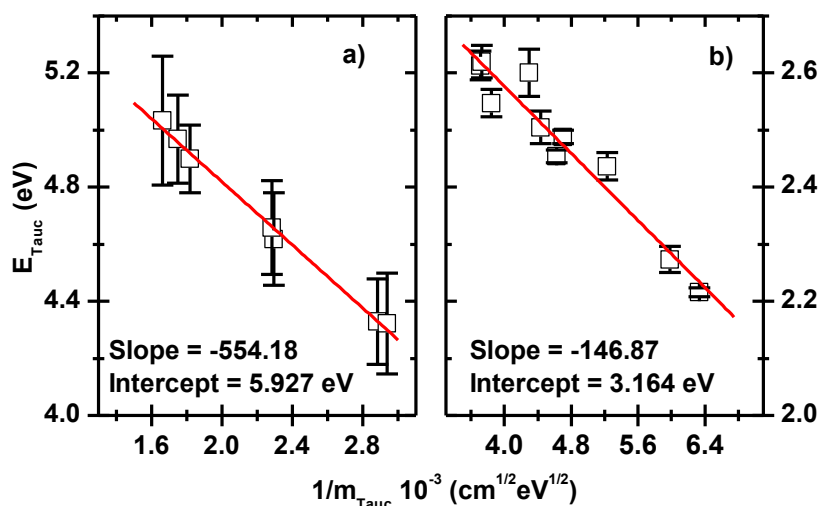 a)
b)
5.2
4.8
4.4
4.0
E_Tauc (eV)
2.6
2.4
2.2
2.0
Slope = -554.18
Intercept = 5.927 eV
Slope = -146.87
Intercept = 3.164 eV
1.6 2.0 2.4 2.8
4.0 4.8 5.6 6.4
1/m_Tauc 10^-3 (cm^1/2 eV^1/2)